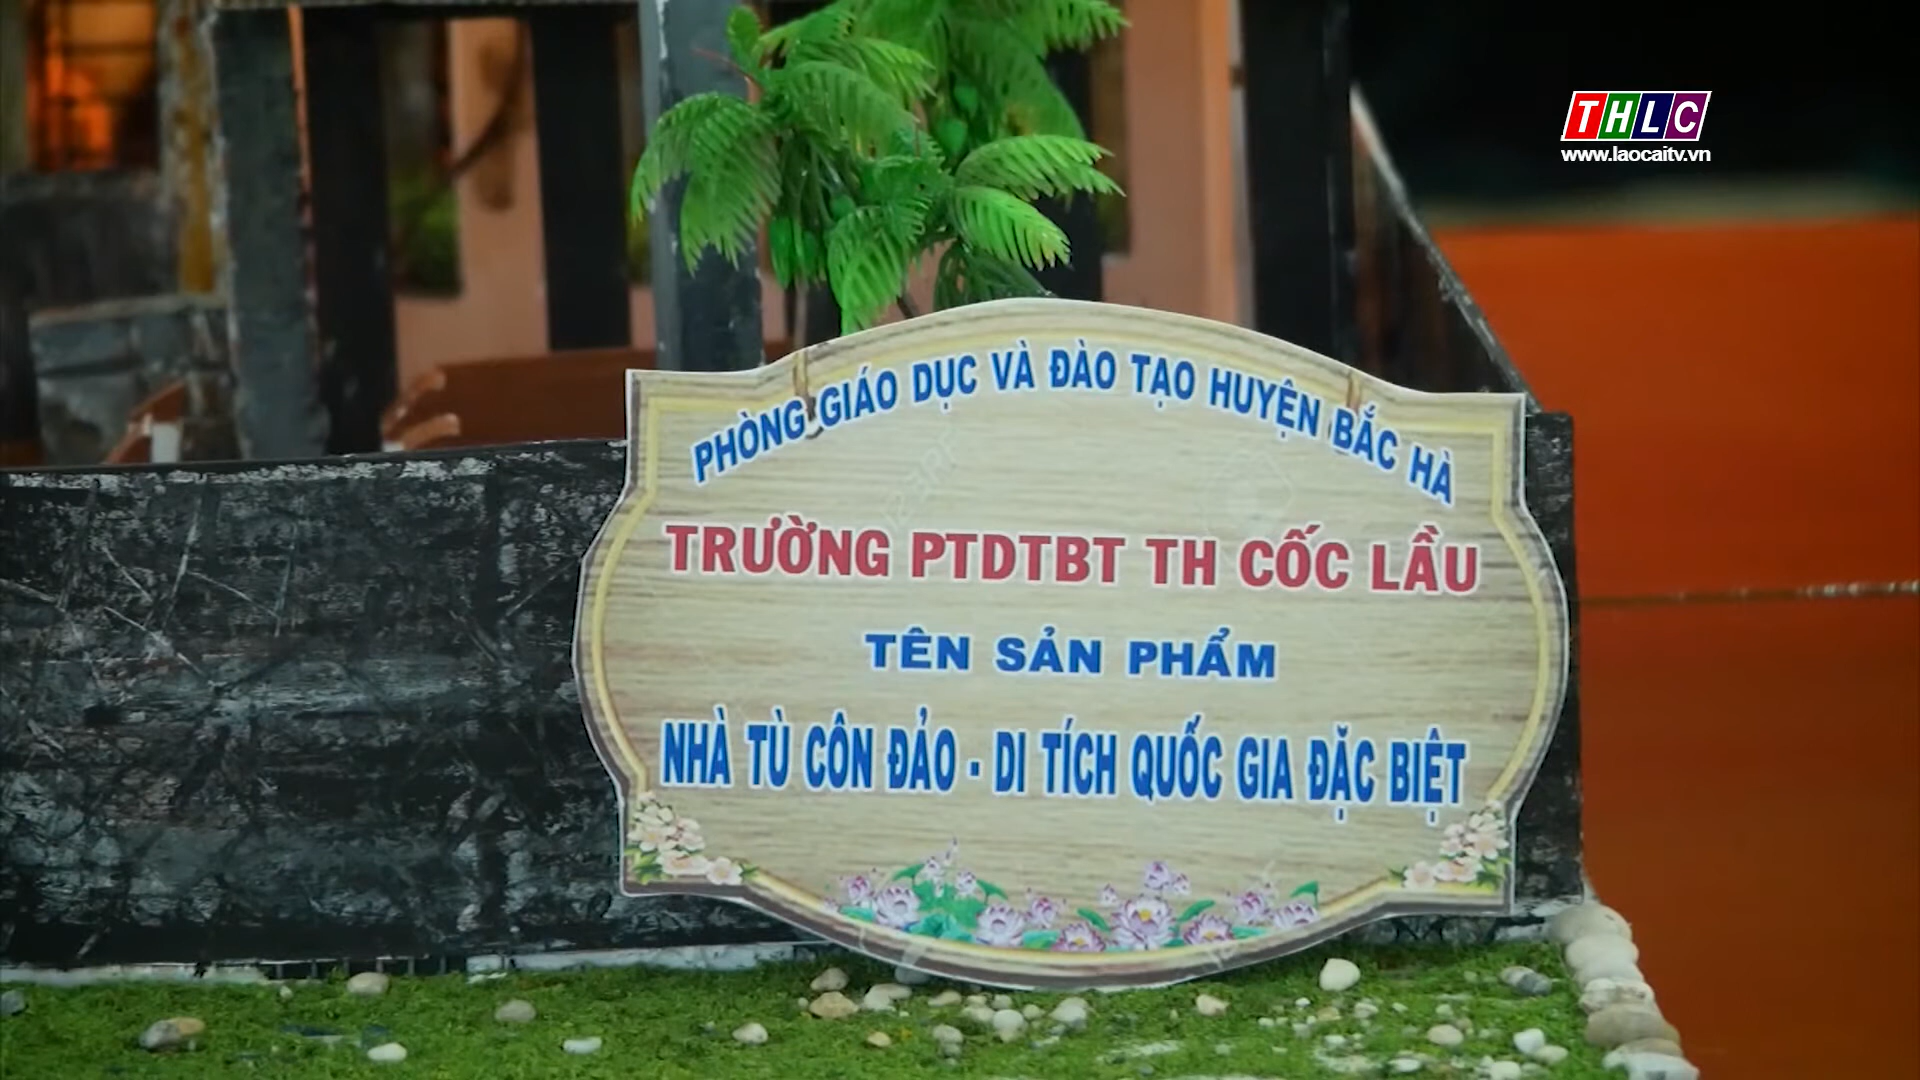 THLC
www.laocaitv.vn
PHÒNG GIÁO DỤC VÀ ĐÀO TẠO HUYỆN BẮC HÀ
TRƯỜNG PTDTBT TH CỐC LẦU
TÊN SẢN PHẨM
NHÀ TÙ CÔN ĐẢO - DI TÍCH QUỐC GIA ĐẶC BIỆT